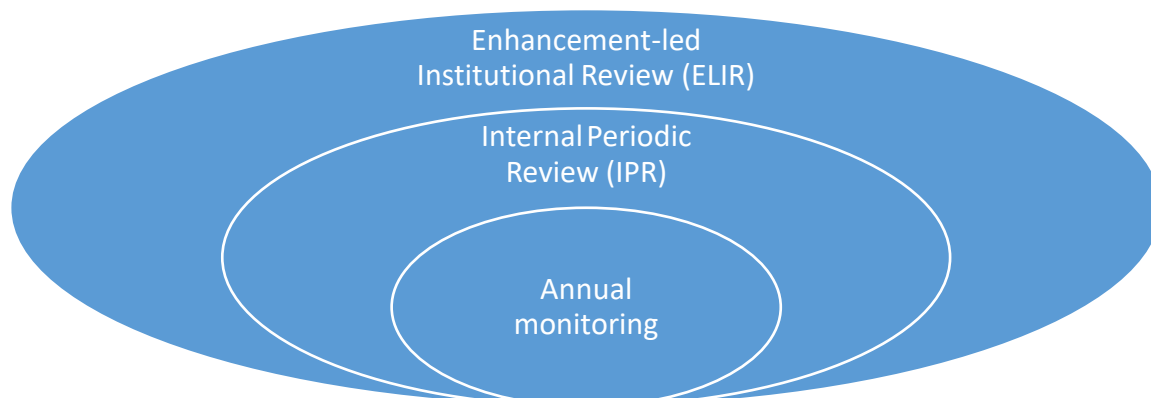 Enhancement-led
Institutional Review (ELIR)
Internal Periodic
Review (IPR)
Annual
monitoring